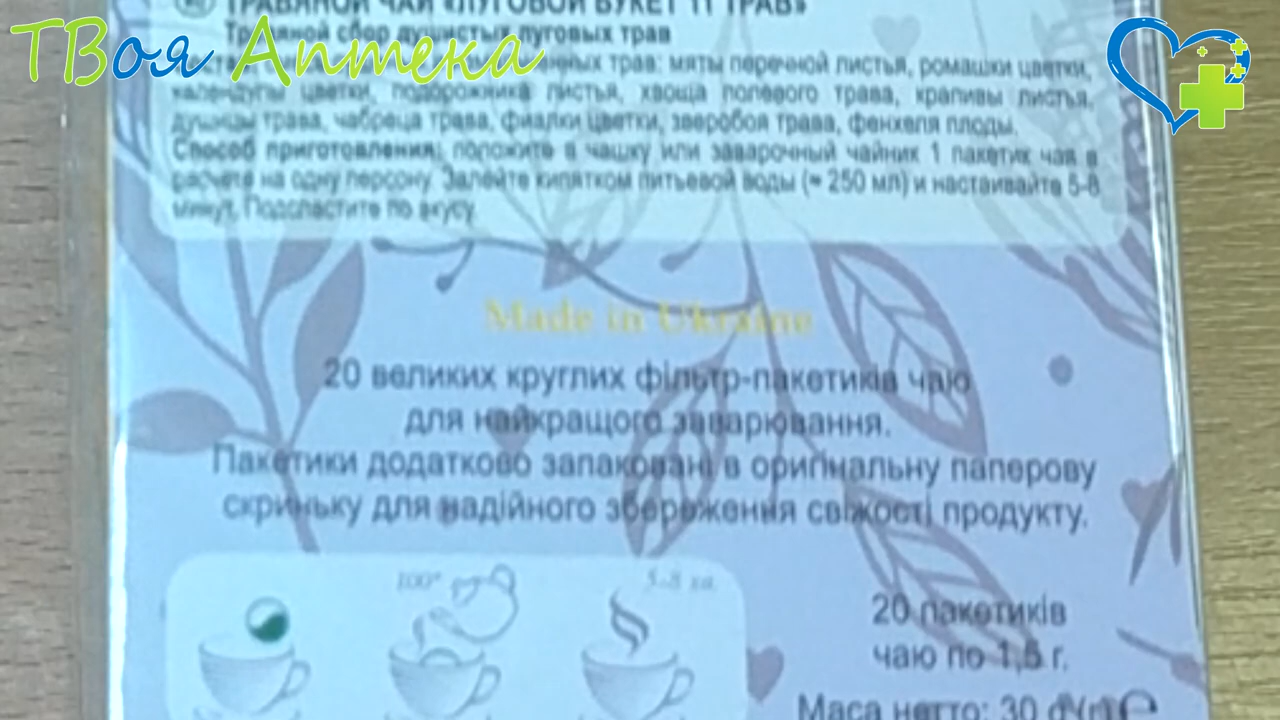 ТВоя Аптека
ТРАВЯНОЙ ЧАЙ «ЛУГОВОЙ БУКЕТ 11 ТРАВ»
Травяной сбор душистых луговых трав
трав: мяты перечной листья, ромашки цветки,
календулы цветки, подорожника листья, хвоща полевого трава, крапивы листья,
душицы трава, чабреца трава, фиалки цветки, зверобоя трава, фенхеля плоды.
Способ приготовления: положите в чашку или заварочный чайник 1 пакетик чая в
расчете на одну персону. Залейте кипятком питьевой воды (≈ 250 мл) и настаивайте 5-8
минут. Подсластите по вкусу
Made in Ukraine
20 великих круглих фільтр-пакетиків чаю
для найкращого заварювання.
Пакетики додатково запаковані в оригінальну паперову
скриньку для надійного збереження свіжості продукту.
100°
5-8 хв.
20 пакетиків
чаю по 1,5 г.
Маса нетто: 30 g(г) ℮